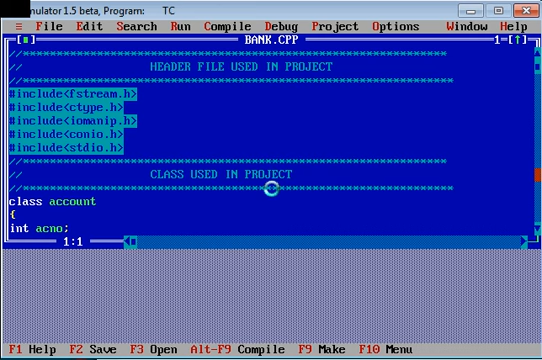 mulator 1.5 beta, Program: TC
≡ File Edit Search Run Compile Debug Project Options Window Help
[■] BANK.CPP 1=[↑]
//*****************************************************
// HEADER FILE USED IN PROJECT
//******************************************************
#include<fstream.h>
#include<ctype.h>
#include<iomanip.h>
#include<conio.h>
#include<stdio.h>
//*****************************************************
// CLASS USED IN PROJECT
//******************************************************
class account
{
int acno;
1:1
F1 Help F2 Save F3 Open Alt-F9 Compile F9 Make F10 Menu